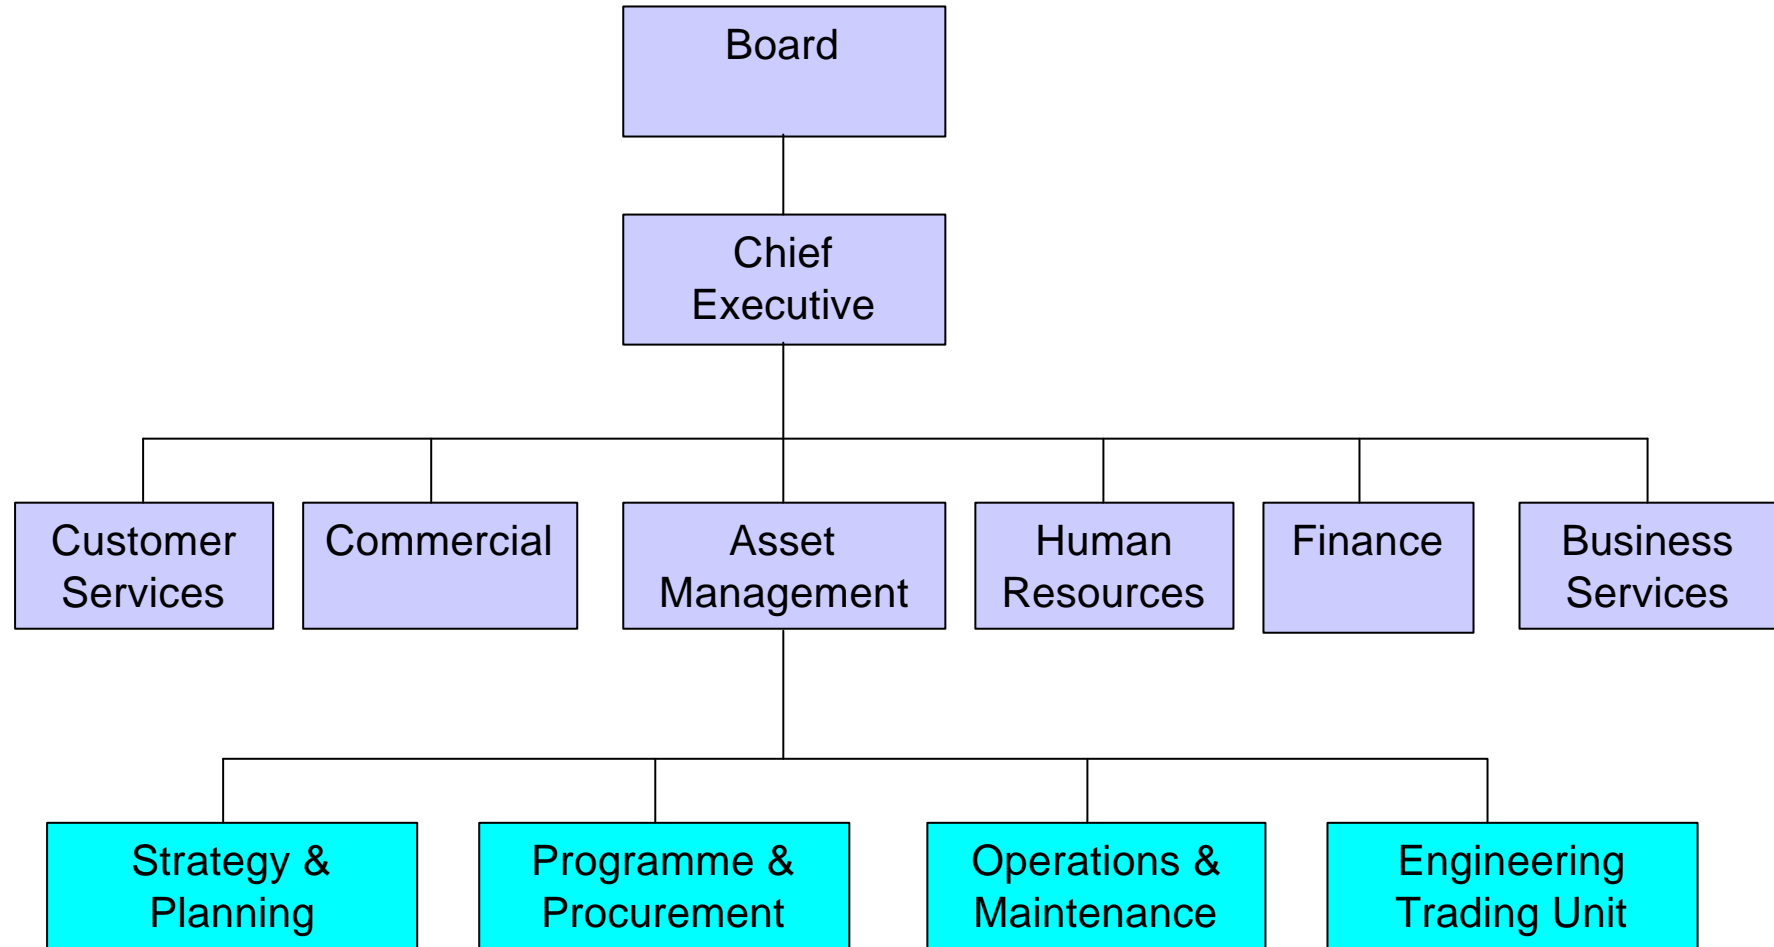 Board
Chief
Executive
Customer
Services
Commercial
Asset
Management
Human
Resources
Finance
Business
Services
Strategy &
Planning
Programme &
Procurement
Operations &
Maintenance
Engineering
Trading Unit